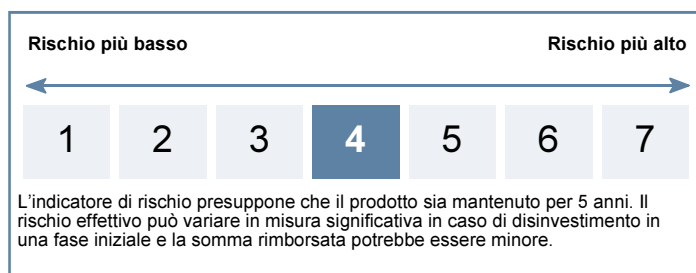 Rischio più basso Rischio più alto
1 2 3 4 5 6 7
L'indicatore di rischio presuppone che il prodotto sia mantenuto per 5 anni. Il
rischio effettivo può variare in misura significativa in caso di disinvestimento in
una fase iniziale e la somma rimborsata potrebbe essere minore.